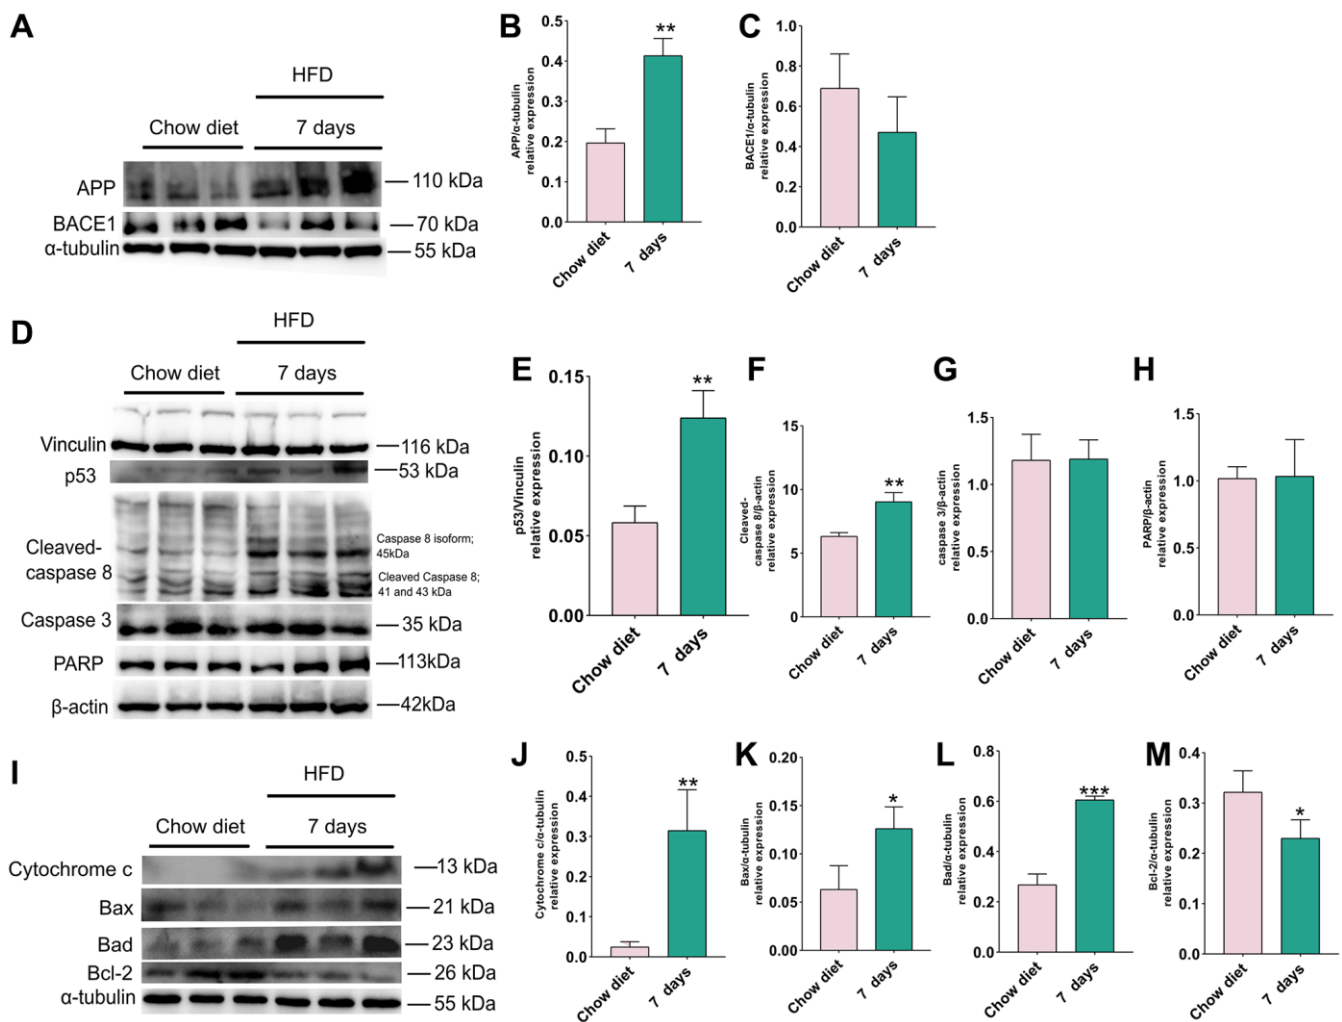 A
HFD
Chow diet
7 days
APP
110 kDa
BACE1
70 kDa
α-tubulin
55 kDa
B
APP/α-tubulin
relative expression
0.5
0.4
0.3
0.2
0.1
0.0
**
Chow diet
7 days
C
BACE1/α-tubulin
relative expression
1.0
0.8
0.6
0.4
0.2
0.0
Chow diet
7 days
D
HFD
Chow diet
7 days
Vinculin
116 kDa
p53
53 kDa
Cleaved-
caspase 8
Caspase 8 isoform;
45kDa
Cleaved Caspase 8;
41 and 43 kDa
Caspase 3
35 kDa
PARP
113kDa
β-actin
42kDa
E
p53/Vinculin
relative expression
0.15
0.10
0.05
0.00
**
Chow diet
7 days
F
Cleaved-
caspase 8/β-actin
relative expression
15
10
5
0
**
Chow diet
7 days
G
caspase 3/β-actin
relative expression
1.5
1.0
0.5
0.0
Chow diet
7 days
H
PARP/β-actin
relative expression
1.5
1.0
0.5
0.0
Chow diet
7 days
I
HFD
Chow diet
7 days
Cytochrome c
13 kDa
Bax
21 kDa
Bad
23 kDa
Bcl-2
26 kDa
α-tubulin
55 kDa
J
Cytochrome c/α-tubulin
relative expression
0.5
0.4
0.3
0.2
0.1
0.0
**
Chow diet
7 days
K
Bax/α-tubulin
relative expression
0.20
0.15
0.10
0.05
0.00
*
Chow diet
7 days
L
Bad/α-tubulin
relative expression
0.8
0.6
0.4
0.2
0.0
***
Chow diet
7 days
M
Bcl-2/α-tubulin
relative expression
0.4
0.3
0.2
0.1
0.0
*
Chow diet
7 days